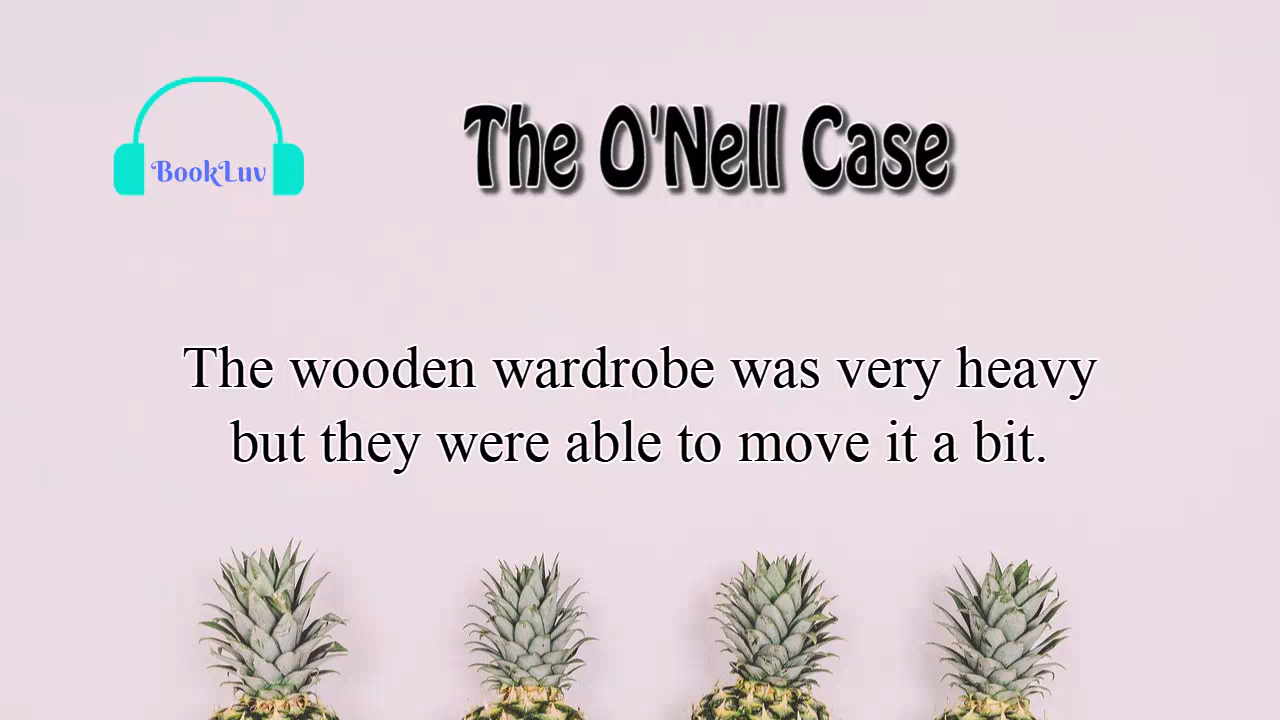 BookLuv
The O'Nell Case
The wooden wardrobe was very heavy
but they were able to move it a bit.